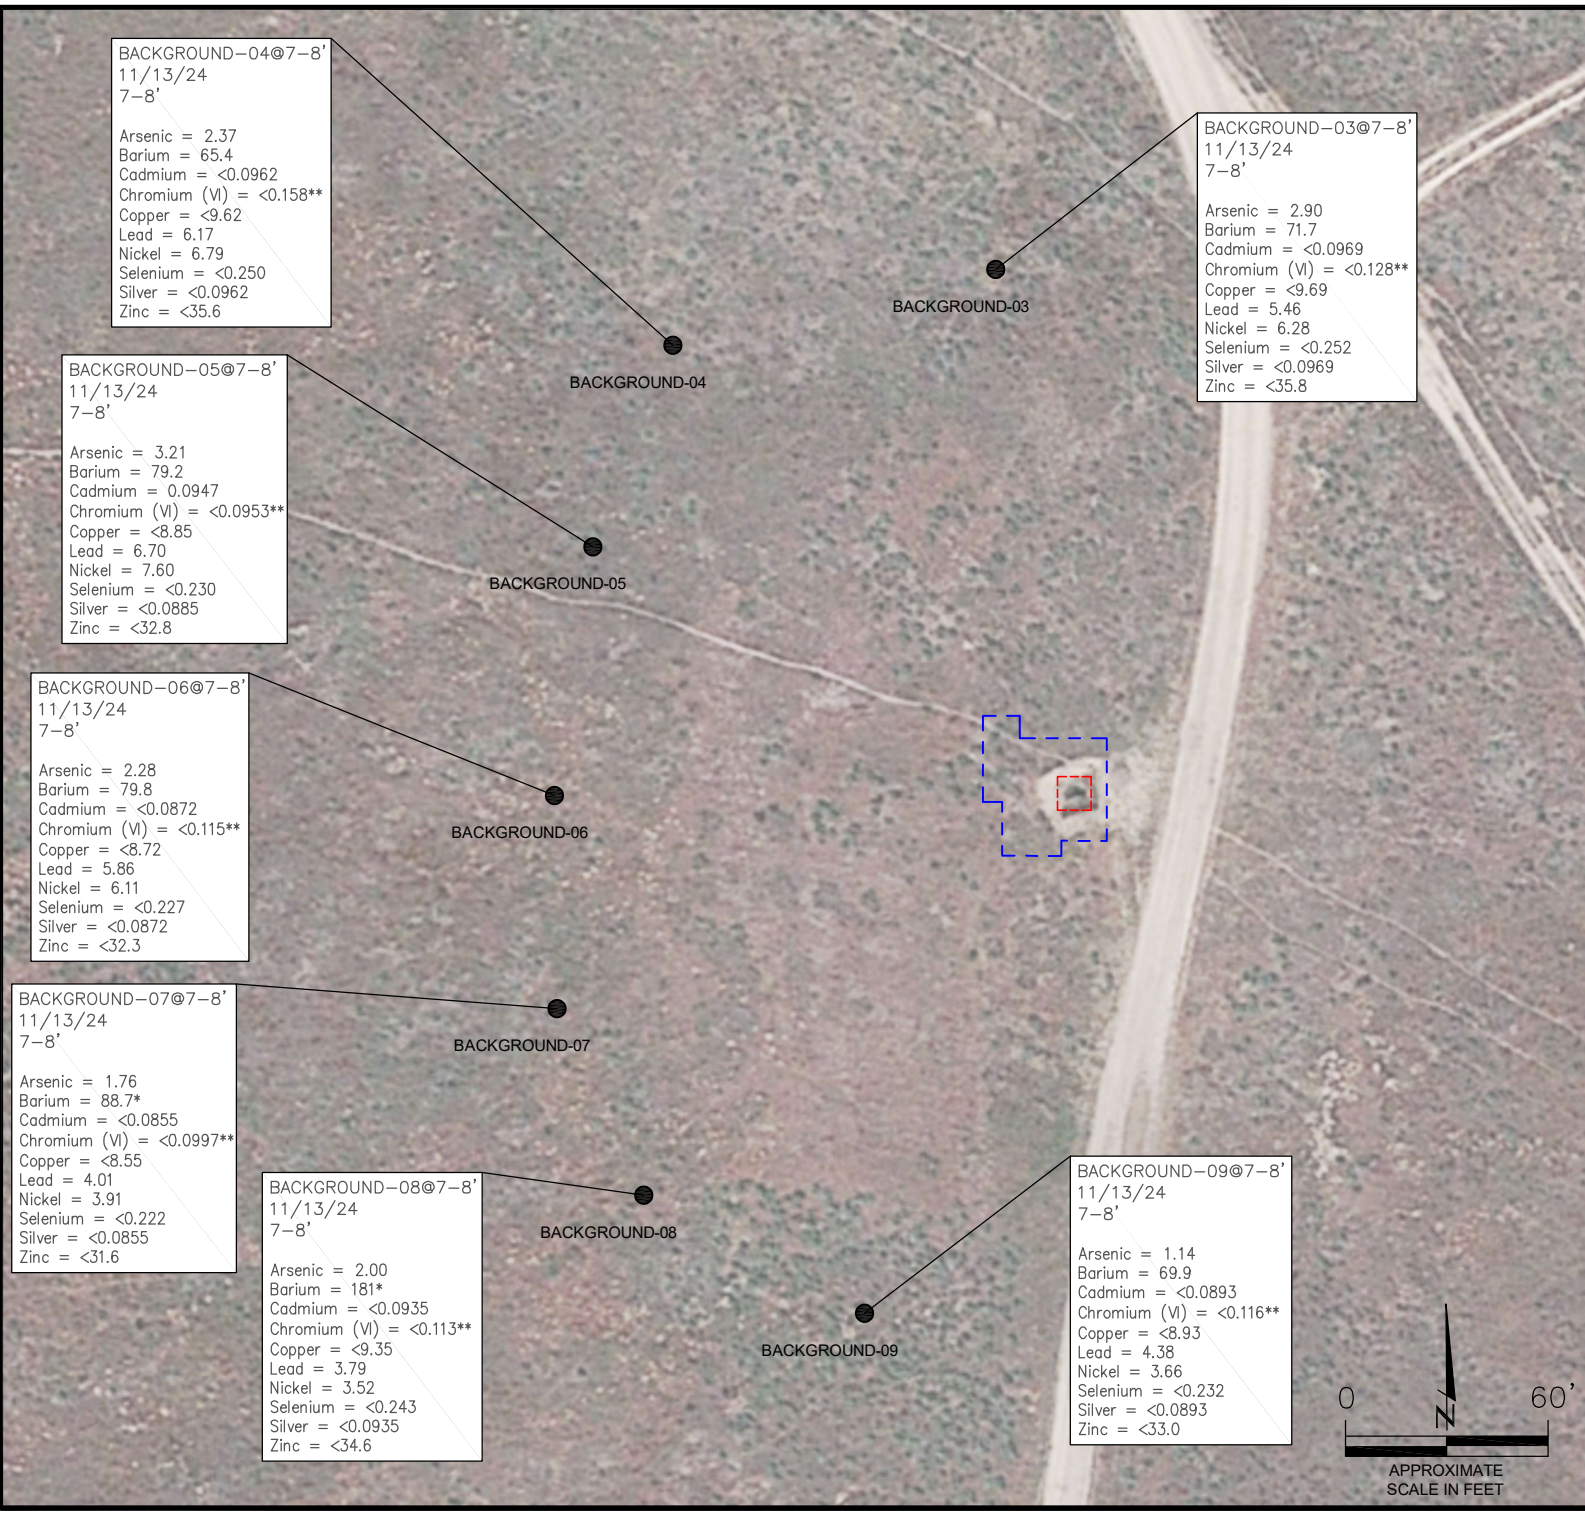 BACKGROUND-04@7-8'
11/13/24
7-8'
Arsenic = 2.37
Barium = 65.4
Cadmium = <0.0962
Chromium (VI) = <0.158**
Copper = <9.62
Lead = 6.17
Nickel = 6.79
Selenium = <0.250
Silver = <0.0962
Zinc = <35.6
BACKGROUND-03@7-8'
11/13/24
7-8'
Arsenic = 2.90
Barium = 71.7
Cadmium = <0.0969
Chromium (VI) = <0.128**
Copper = <9.69
Lead = 5.46
Nickel = 6.28
Selenium = <0.252
Silver = <0.0969
Zinc = <35.8
BACKGROUND-03
BACKGROUND-04
BACKGROUND-05@7-8'
11/13/24
7-8'
Arsenic = 3.21
Barium = 79.2
Cadmium = 0.0947
Chromium (VI) = <0.0953**
Copper = <8.85
Lead = 6.70
Nickel = 7.60
Selenium = <0.230
Silver = <0.0885
Zinc = <32.8
BACKGROUND-05
BACKGROUND-06@7-8'
11/13/24
7-8'
Arsenic = 2.28
Barium = 79.8
Cadmium = <0.0872
Chromium (VI) = <0.115**
Copper = <8.72
Lead = 5.86
Nickel = 6.11
Selenium = <0.227
Silver = <0.0872
Zinc = <32.3
BACKGROUND-06
BACKGROUND-07@7-8'
11/13/24
7-8'
Arsenic = 1.76
Barium = 88.7*
Cadmium = <0.0855
Chromium (VI) = <0.0997**
Copper = <8.55
Lead = 4.01
Nickel = 3.91
Selenium = <0.222
Silver = <0.0855
Zinc = <31.6
BACKGROUND-07
BACKGROUND-08@7-8'
11/13/24
7-8'
Arsenic = 2.00
Barium = 181*
Cadmium = <0.0935
Chromium (VI) = <0.113**
Copper = <9.35
Lead = 3.79
Nickel = 3.52
Selenium = <0.243
Silver = <0.0935
Zinc = <34.6
BACKGROUND-08
BACKGROUND-09@7-8'
11/13/24
7-8'
Arsenic = 1.14
Barium = 69.9
Cadmium = <0.0893
Chromium (VI) = <0.116**
Copper = <8.93
Lead = 4.38
Nickel = 3.66
Selenium = <0.232
Silver = <0.0893
Zinc = <33.0
BACKGROUND-09
N
0 60'
APPROXIMATE
SCALE IN FEET